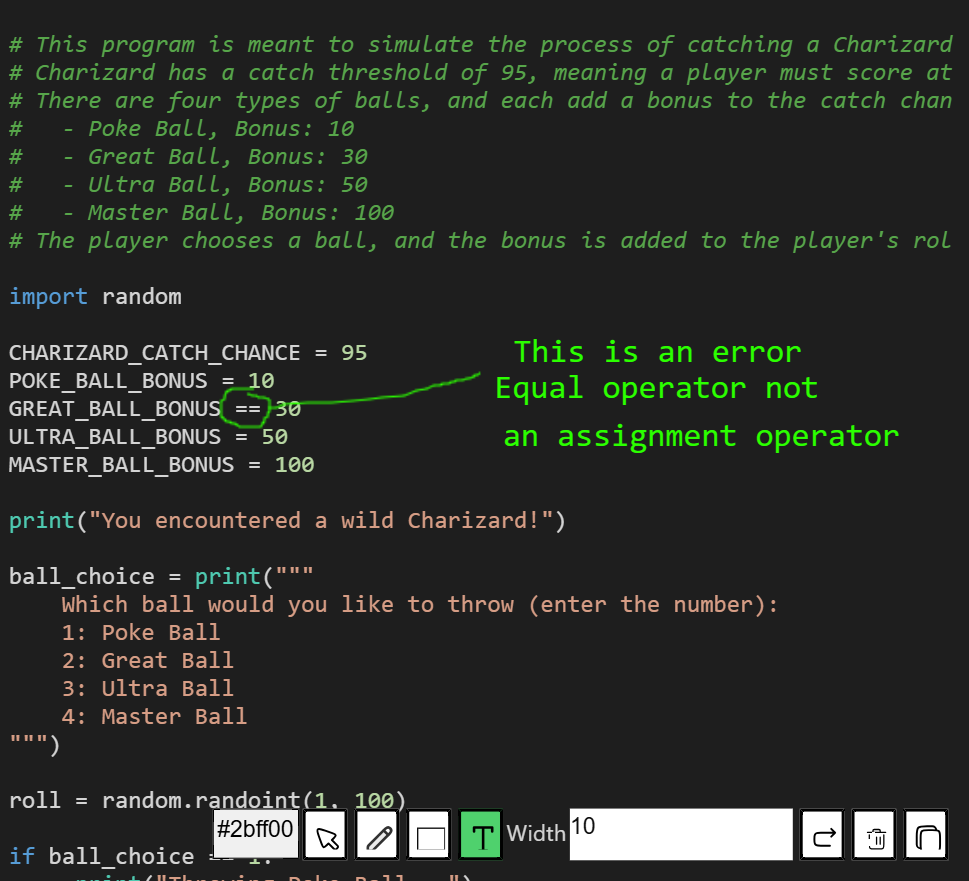 # This program is meant to simulate the process of catching a Charizard
# Charizard has a catch threshold of 95, meaning a player must score at
# There are four types of balls, and each add a bonus to the catch chan
#   - Poke Ball, Bonus: 10
#   - Great Ball, Bonus: 30
#   - Ultra Ball, Bonus: 50
#   - Master Ball, Bonus: 100
# The player chooses a ball, and the bonus is added to the player's rol
import random
CHARIZARD_CATCH_CHANCE = 95
This is an error
POKE_BALL_BONUS = 10
Equal operator not
GREAT_BALL_BONUS == 30
an assignment operator
ULTRA_BALL_BONUS = 50
MASTER_BALL_BONUS = 100
print("You encountered a wild Charizard!")
ball_choice = print("""
    Which ball would you like to throw (enter the number):
    1: Poke Ball
    2: Great Ball
    3: Ultra Ball
    4: Master Ball
""")
roll = random.randoint(1, 100)
#2bff00 T Width 10
if ball_choice == 1:
print("Throwing Poke Ball...")